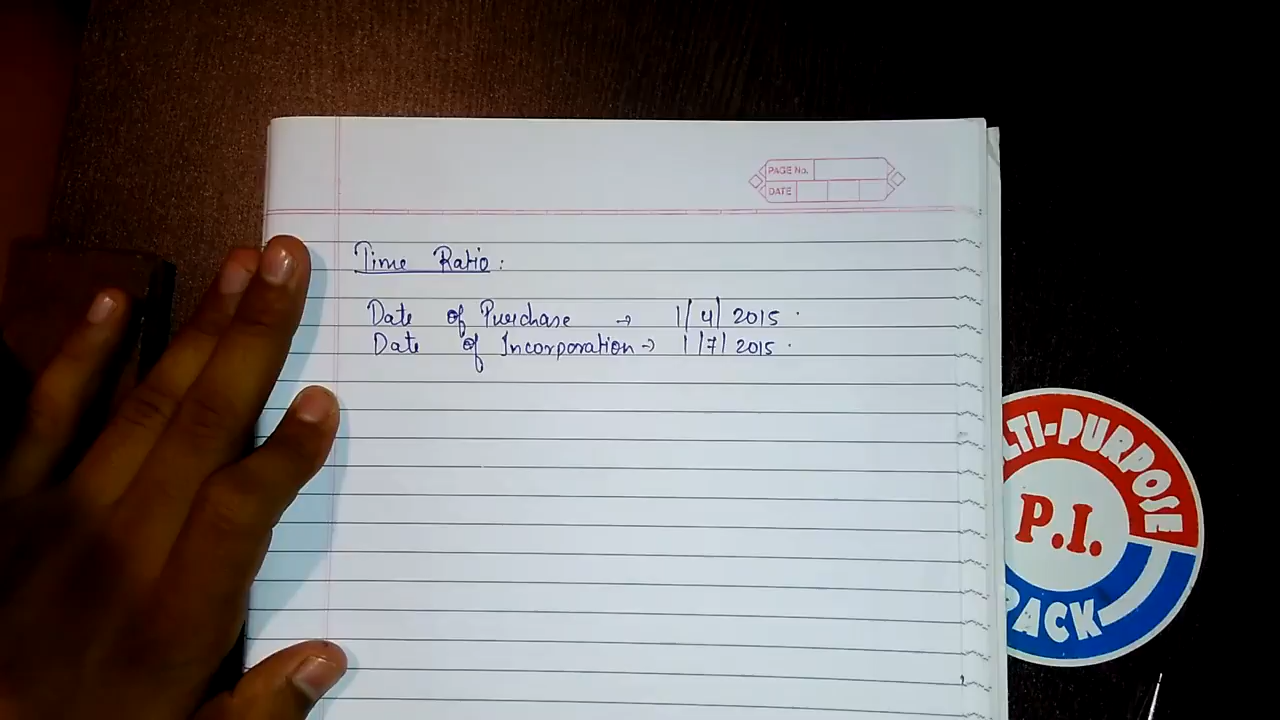 PAGE No.
DATE
Time Ratio:
Date of Purchase → 1/4/2015.
Date of Incorporation → 1/7/2015.
LTI-PURPOSE
P.I.
PACK